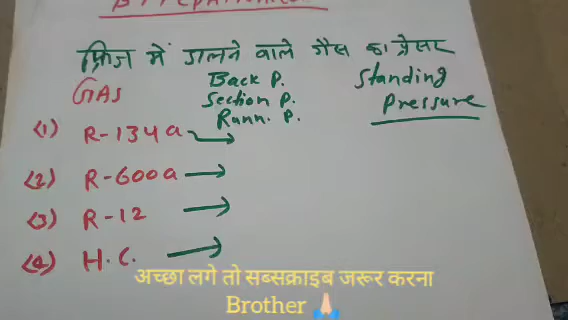 फ्रिज में डालने वाले गैस का प्रेसर
GAS
Back P.
Section P.
Runn. P.
Standing
Pressure
(1) R-134a
(2) R-600a
(3) R-12
(4) H.C.
अच्छा लगे तो सब्सक्राइब जरूर करना
Brother 🙏🏻